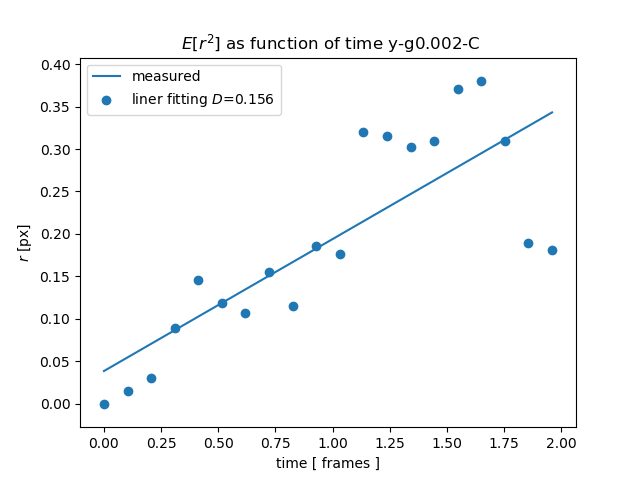 E[r²] as function of time y-g0.002-C
measured
liner fitting D=0.156
0.40
0.35
0.30
0.25
0.20
0.15
0.10
0.05
0.00
r [px]
0.00 0.25 0.50 0.75 1.00 1.25 1.50 1.75 2.00
time [ frames ]